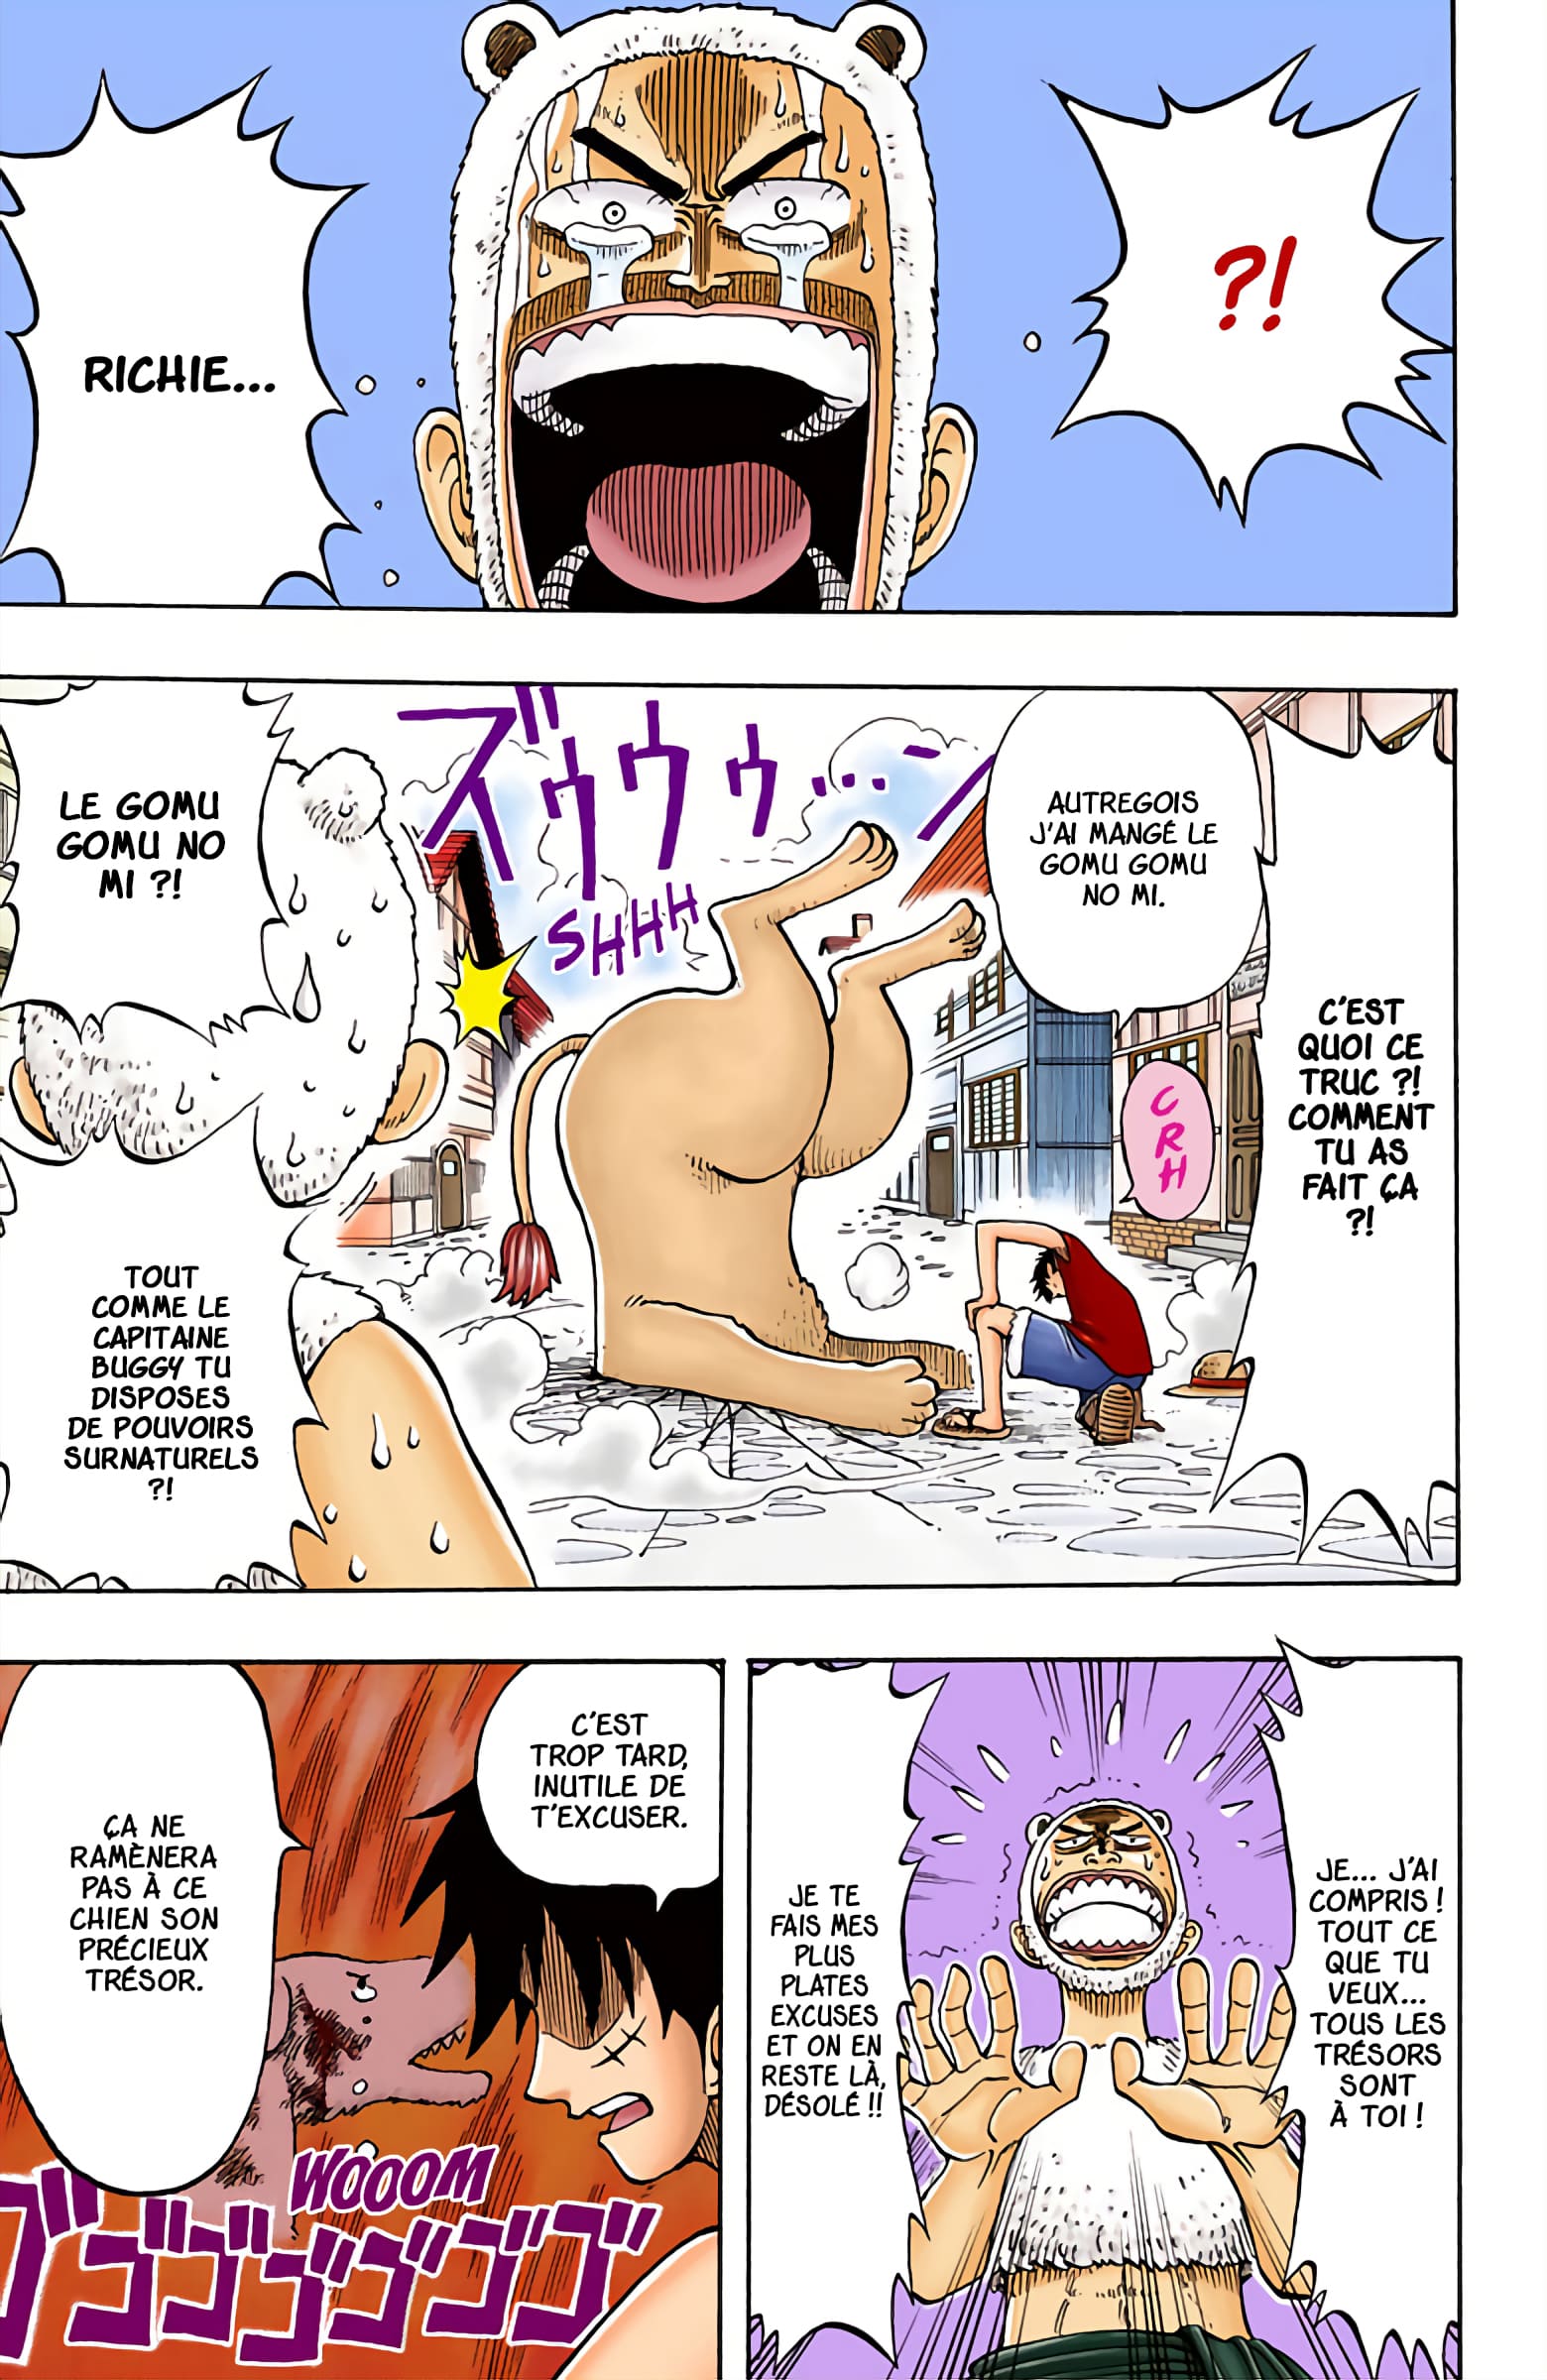 ?!
RICHIE...
C'EST
QUOI CE
TRUC ?!
COMMENT
TU AS
FAIT ÇA
?!
AUTREGOIS
J'AI MANGÉ LE
GOMU GOMU
NO MI.
CRH
ズゥゥゥ...ン
SHHH
LE GOMU
GOMU NO
MI ?!
TOUT
COMME LE
CAPITAINE
BUGGY TU
DISPOSES
DE POUVOIRS
SURNATURELS
?!
JE... J'AI
COMPRIS !
TOUT CE
QUE TU
VEUX...
TOUS LES
TRÉSORS
SONT
À TOI !
JE TE
FAIS MES
PLUS
PLATES
EXCUSES
ET ON EN
RESTE LÀ,
DÉSOLÉ !!
C'EST
TROP TARD,
INUTILE DE
T'EXCUSER.
ÇA NE
RAMÈNERA
PAS À CE
CHIEN SON
PRÉCIEUX
TRÉSOR.
WOOOM
ゴゴゴゴゴゴゴ